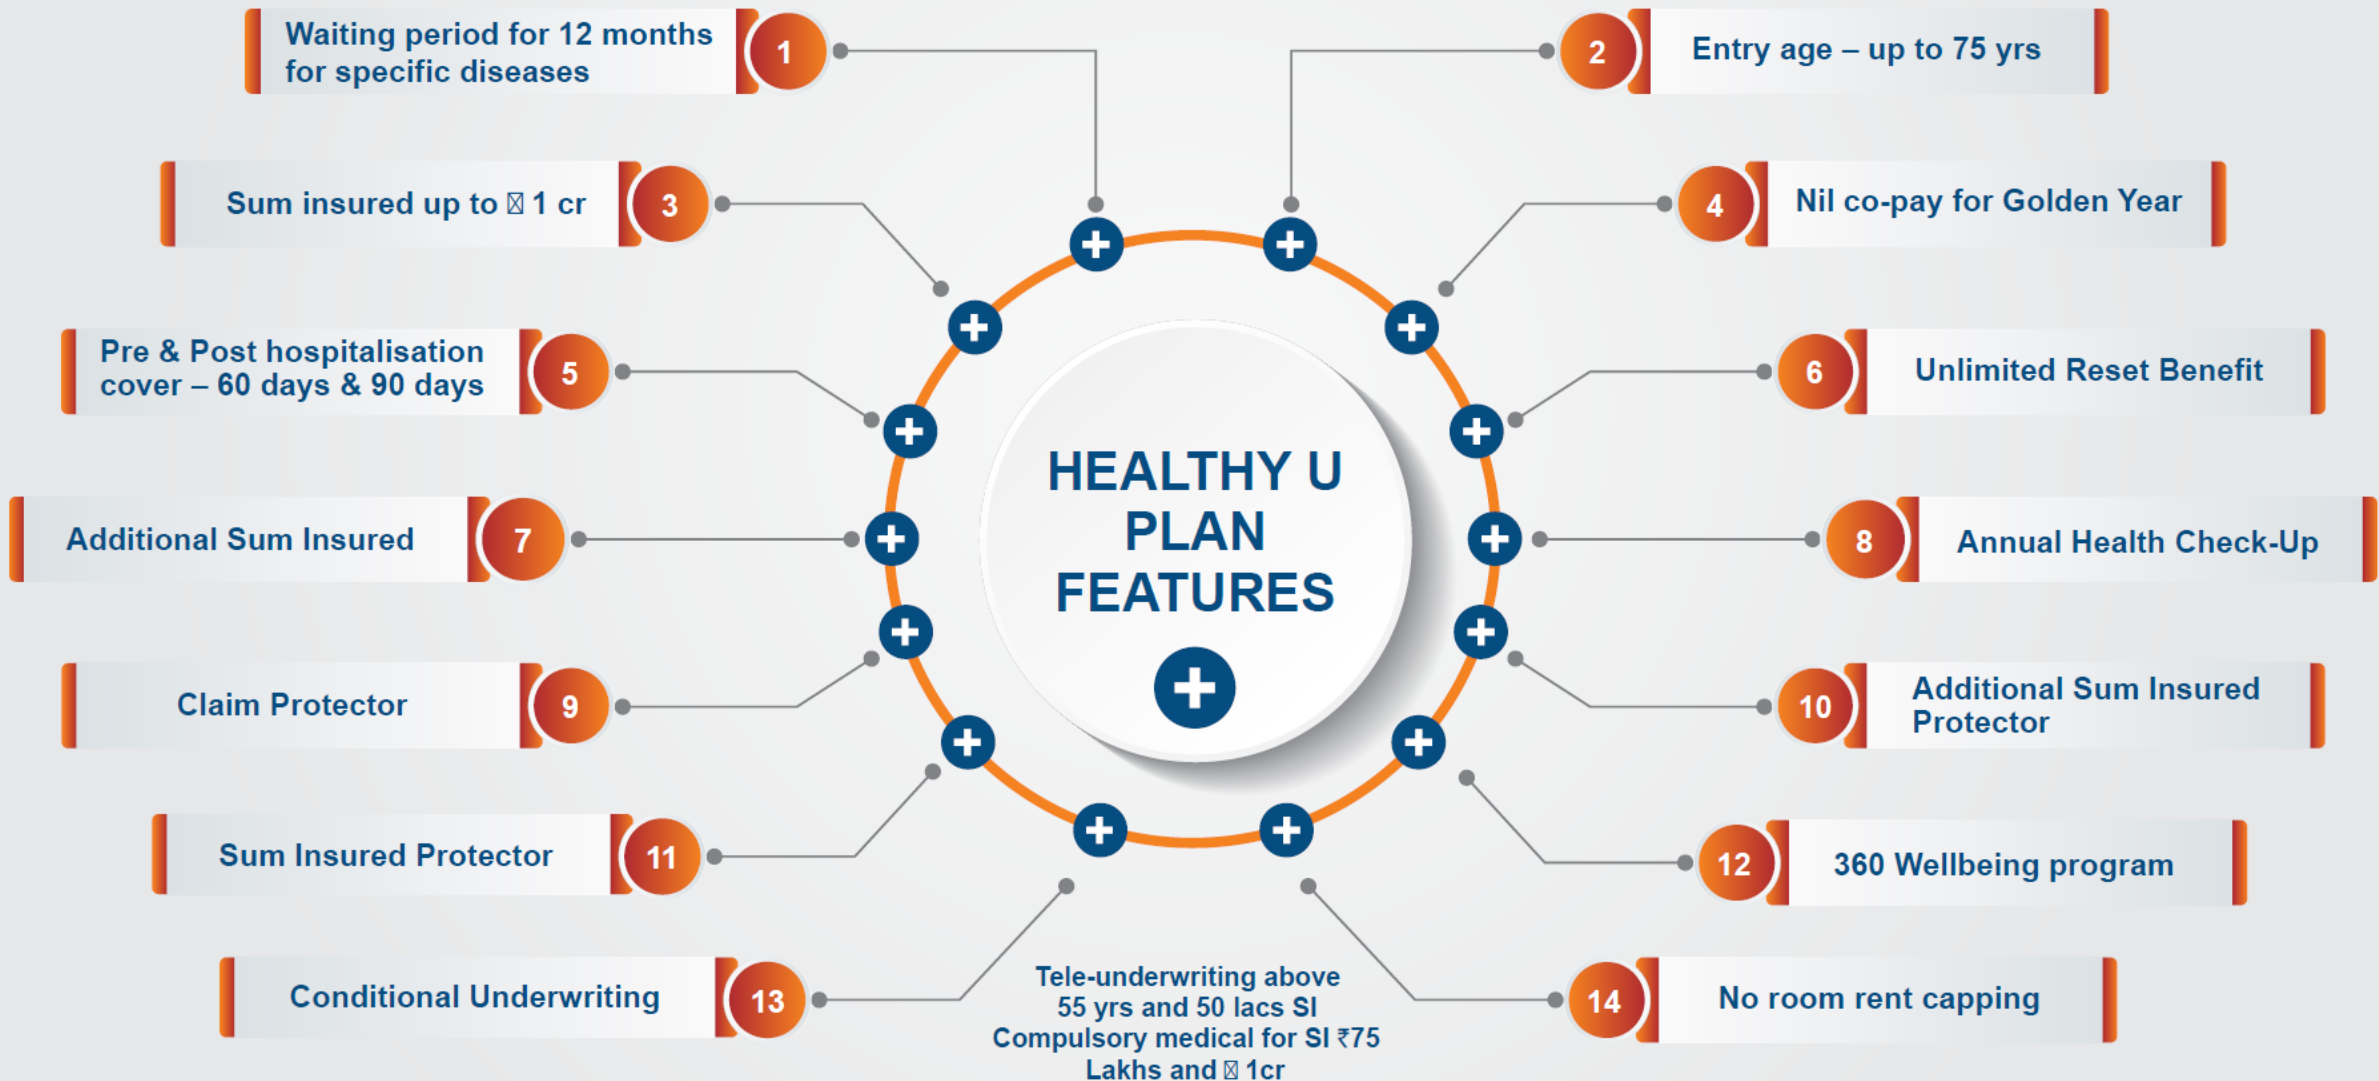 Waiting period for 12 months
for specific diseases
1
2
Entry age – up to 75 yrs
Sum insured up to 1 cr
3
4
Nil co-pay for Golden Year
Pre & Post hospitalisation
cover – 60 days & 90 days
5
6
Unlimited Reset Benefit
HEALTHY U
PLAN
FEATURES
Additional Sum Insured
7
8
Annual Health Check-Up
Claim Protector
9
10
Additional Sum Insured
Protector
Sum Insured Protector
11
12
360 Wellbeing program
Conditional Underwriting
13
Tele-underwriting above
55 yrs and 50 lacs SI
Compulsory medical for SI ₹75
Lakhs and 1cr
14
No room rent capping